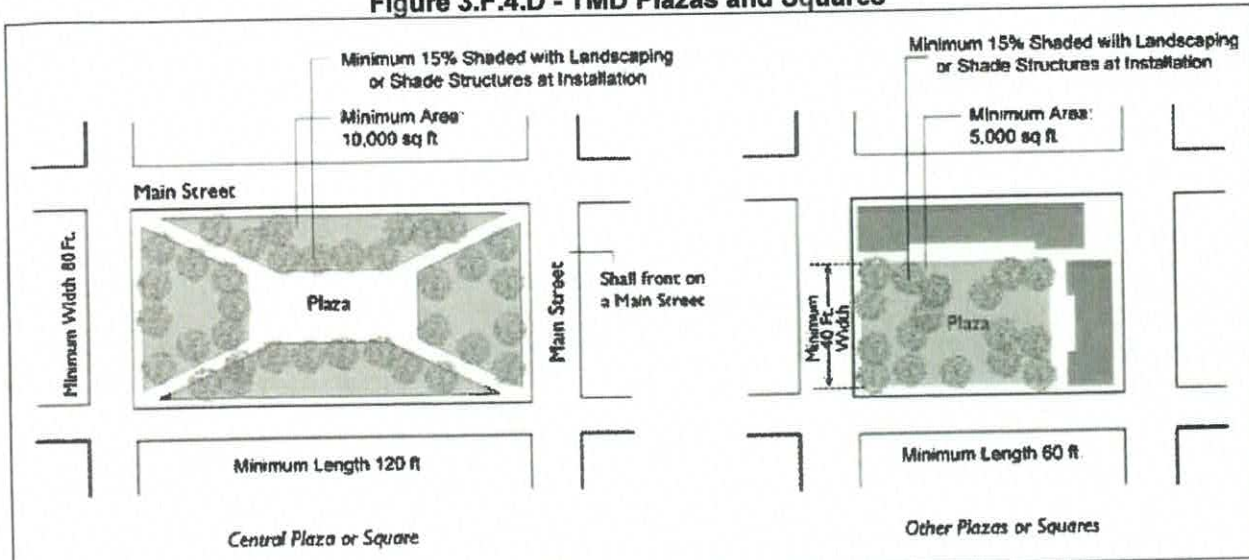 Figure 3.F.4.D - TMD Plazas and Squares
Minimum 15% Shaded with Landscaping
or Shade Structures at Installation
Minimum Area:
10,000 sq ft
Main Street
Minimum Width 80 Ft.
Plaza
Main Street
Shall front on
a Main Street
Minimum Length 120 ft
Central Plaza or Square
Minimum 15% Shaded with Landscaping
or Shade Structures at Installation
Minimum Area:
5,000 sq ft
Minimum
40 Ft.
Width
Plaza
Minimum Length 60 ft
Other Plazas or Squares